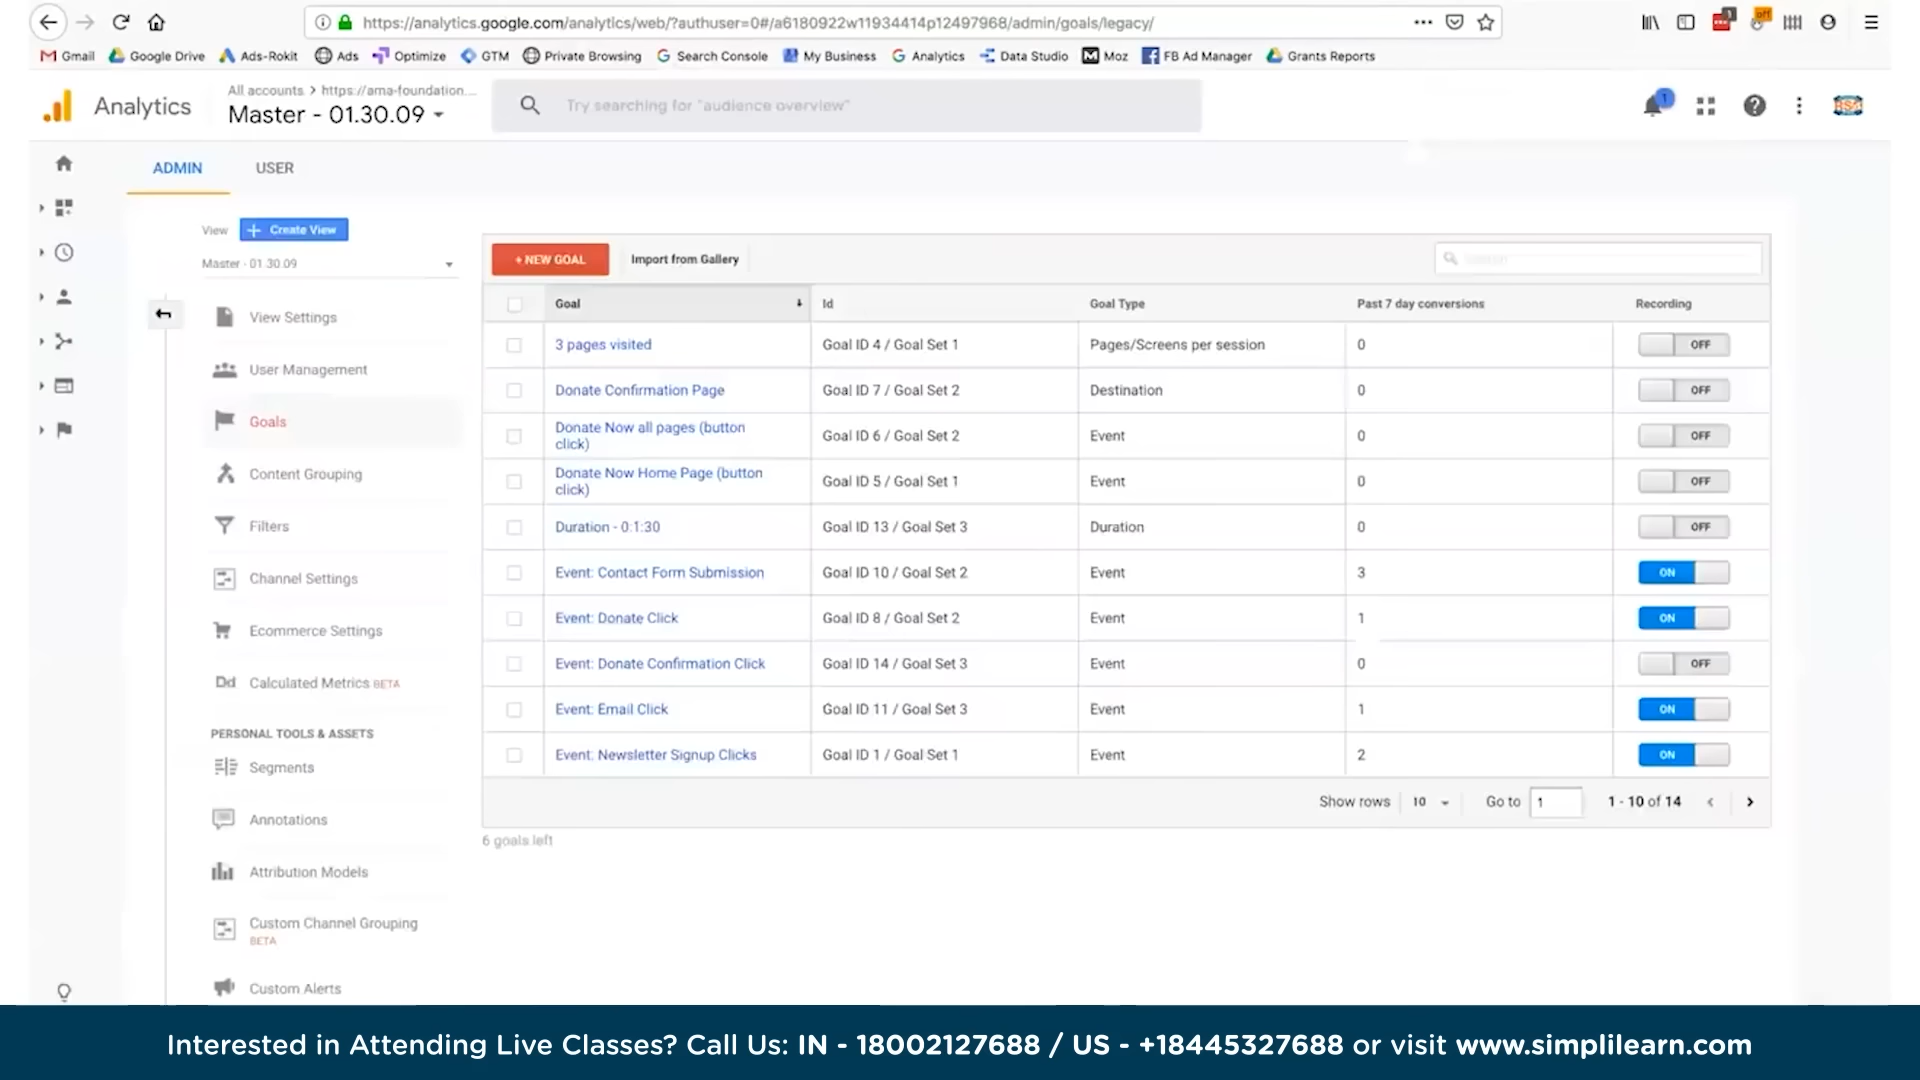 https://analytics.google.com/analytics/web/?authuser=0#/a6180922w11934414p12497968/admin/goals/legacy/
Gmail Google Drive Ads-Rokit Ads Optimize GTM Private Browsing Search Console My Business Analytics Data Studio Moz FB Ad Manager Grants Reports
Analytics
All accounts > https://ama-foundation....
Master - 01.30.09
Try searching for "audience overview"
1
ADMIN USER
View + Create View
Master - 01.30.09
View Settings
User Management
Goals
Content Grouping
Filters
Channel Settings
Ecommerce Settings
Dd Calculated Metrics BETA
PERSONAL TOOLS & ASSETS
Segments
Annotations
Attribution Models
Custom Channel Grouping
BETA
Custom Alerts
+ NEW GOAL Import from Gallery Search
Goal Id Goal Type Past 7 day conversions Recording
3 pages visited Goal ID 4 / Goal Set 1 Pages/Screens per session 0 OFF
Donate Confirmation Page Goal ID 7 / Goal Set 2 Destination 0 OFF
Donate Now all pages (button
click) Goal ID 6 / Goal Set 2 Event 0 OFF
Donate Now Home Page (button
click) Goal ID 5 / Goal Set 1 Event 0 OFF
Duration - 0:1:30 Goal ID 13 / Goal Set 3 Duration 0 OFF
Event: Contact Form Submission Goal ID 10 / Goal Set 2 Event 3 ON
Event: Donate Click Goal ID 8 / Goal Set 2 Event 1 ON
Event: Donate Confirmation Click Goal ID 14 / Goal Set 3 Event 0 OFF
Event: Email Click Goal ID 11 / Goal Set 3 Event 1 ON
Event: Newsletter Signup Clicks Goal ID 1 / Goal Set 1 Event 2 ON
Show rows 10 Go to 1 1 - 10 of 14
6 goals left
Interested in Attending Live Classes? Call Us: IN - 18002127688 / US - +18445327688 or visit www.simplilearn.com